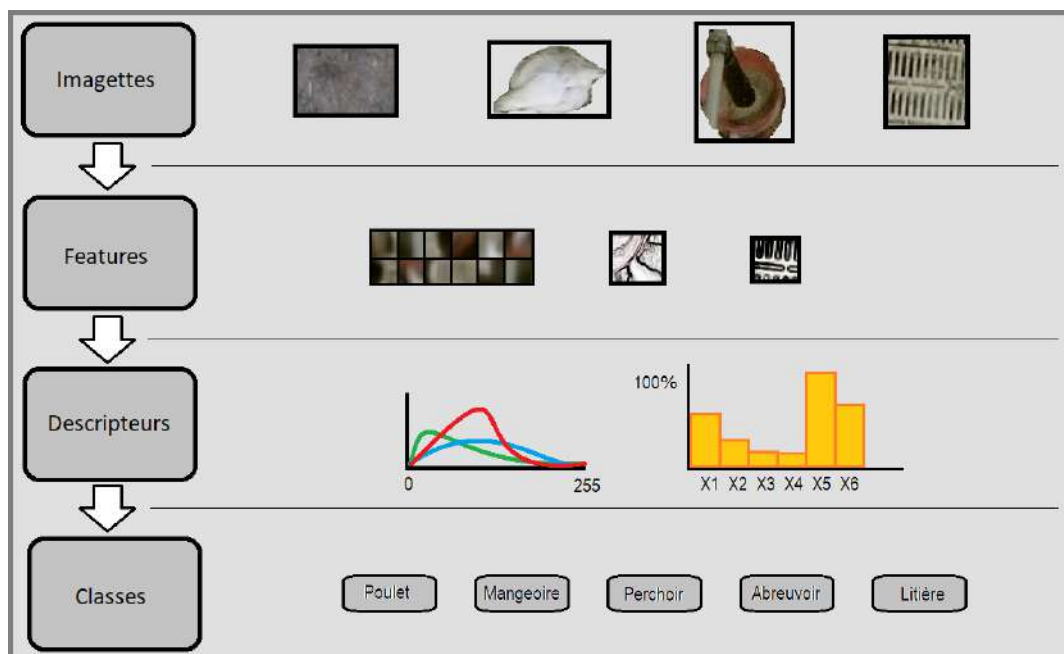 Imagettes
Features
Descripteurs
0 255
100%
X1 X2 X3 X4 X5 X6
Classes
Poulet Mangeoire Perchoir Abreuvoir Litière